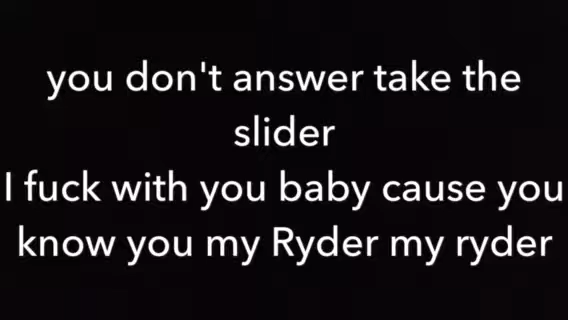 you don't answer take the
slider
I fuck with you baby cause you
know you my Ryder my ryder